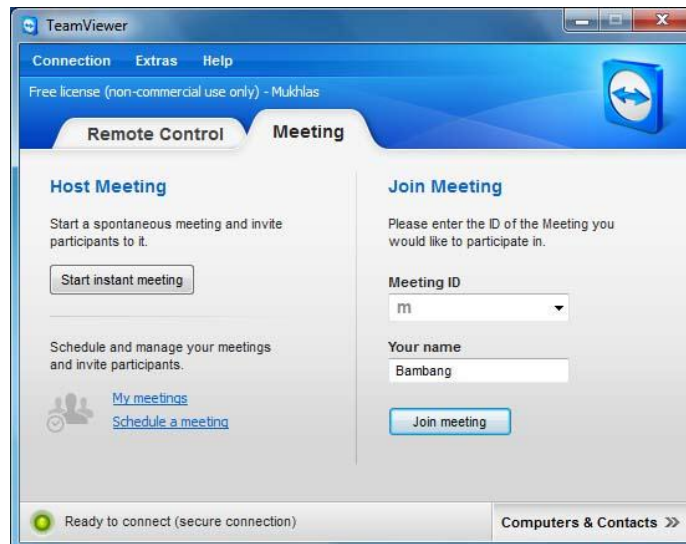 TeamViewer
Connection Extras Help
Free license (non-commercial use only) - Mukhlas
Remote Control Meeting
Host Meeting
Start a spontaneous meeting and invite
participants to it.
Start instant meeting
Schedule and manage your meetings
and invite participants.
My meetings
Schedule a meeting
Join Meeting
Please enter the ID of the Meeting you
would like to participate in.
Meeting ID
m
Your name
Bambang
Join meeting
Ready to connect (secure connection)
Computers & Contacts >>